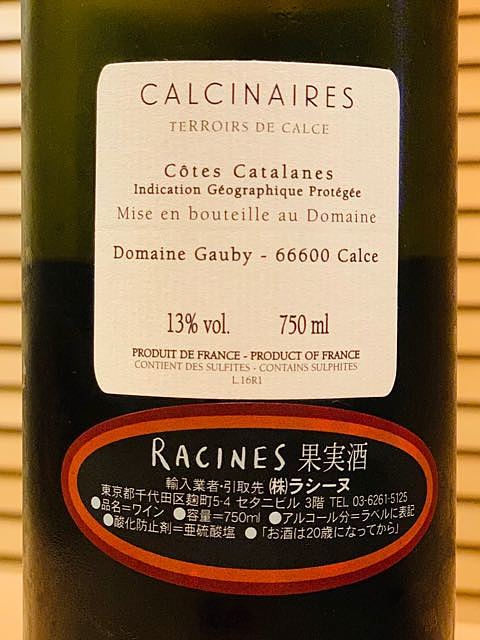 CALCINAIRES
TERROIRS DE CALCE
Côtes Catalanes
Indication Géographique Protégée
Mise en bouteille au Domaine
Domaine Gauby - 66600 Calce
13% vol. 750 ml
PRODUIT DE FRANCE - PRODUCT OF FRANCE
CONTIENT DES SULFITES - CONTAINS SULPHITES
L.16R1
RACINES 果実酒
輸入業者・引取先 ㈱ラシーヌ
東京都千代田区麹町5-4 セタニビル 3階 TEL 03-6261-5125
●品名=ワイン ●容量=750ml ●アルコール分=ラベルに表記
●酸化防止剤=亜硫酸塩 ●「お酒は20歳になってから」